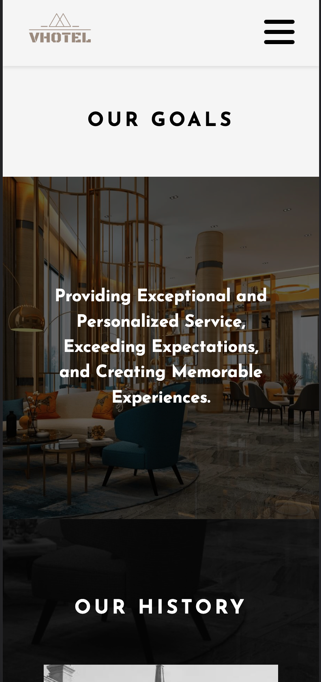 VHOTEL
OUR GOALS
Providing Exceptional and
Personalized Service,
Exceeding Expectations,
and Creating Memorable
Experiences.
OUR HISTORY